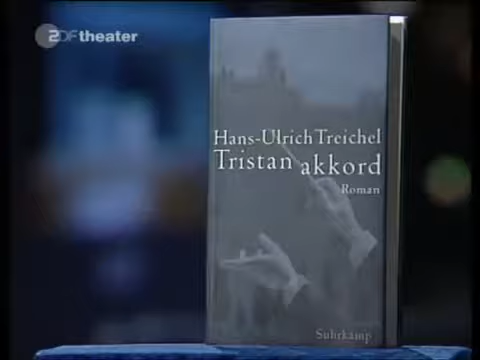 ZDFtheater
Hans-Ulrich Treichel
Tristan akkord
Roman
Suhrkamp